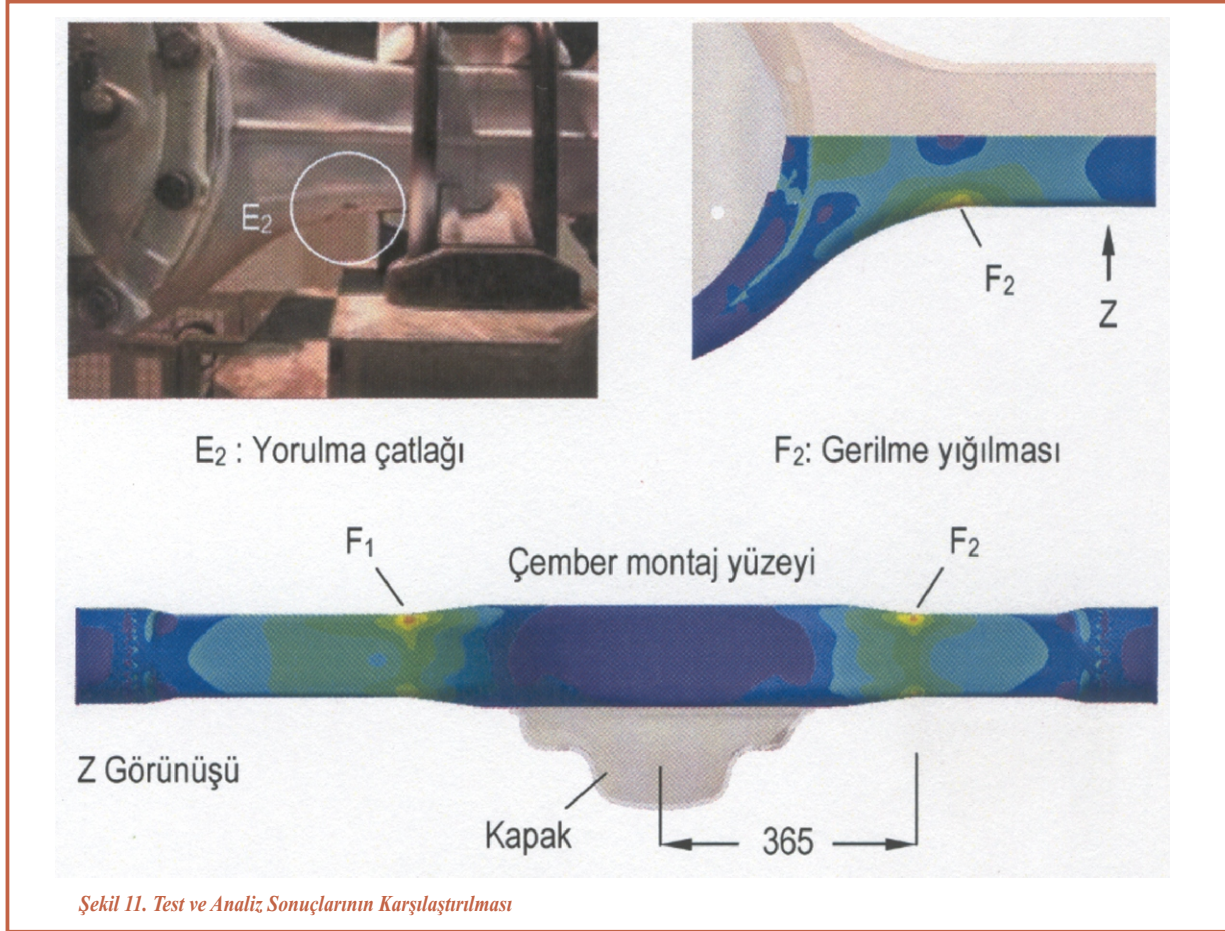 E₂
F₂
Z
E₂ : Yorulma çatlağı
F₂: Gerilme yığılması
F₁
Çember montaj yüzeyi
F₂
Z Görünüşü
Kapak
365
Şekil 11. Test ve Analiz Sonuçlarının Karşılaştırılması